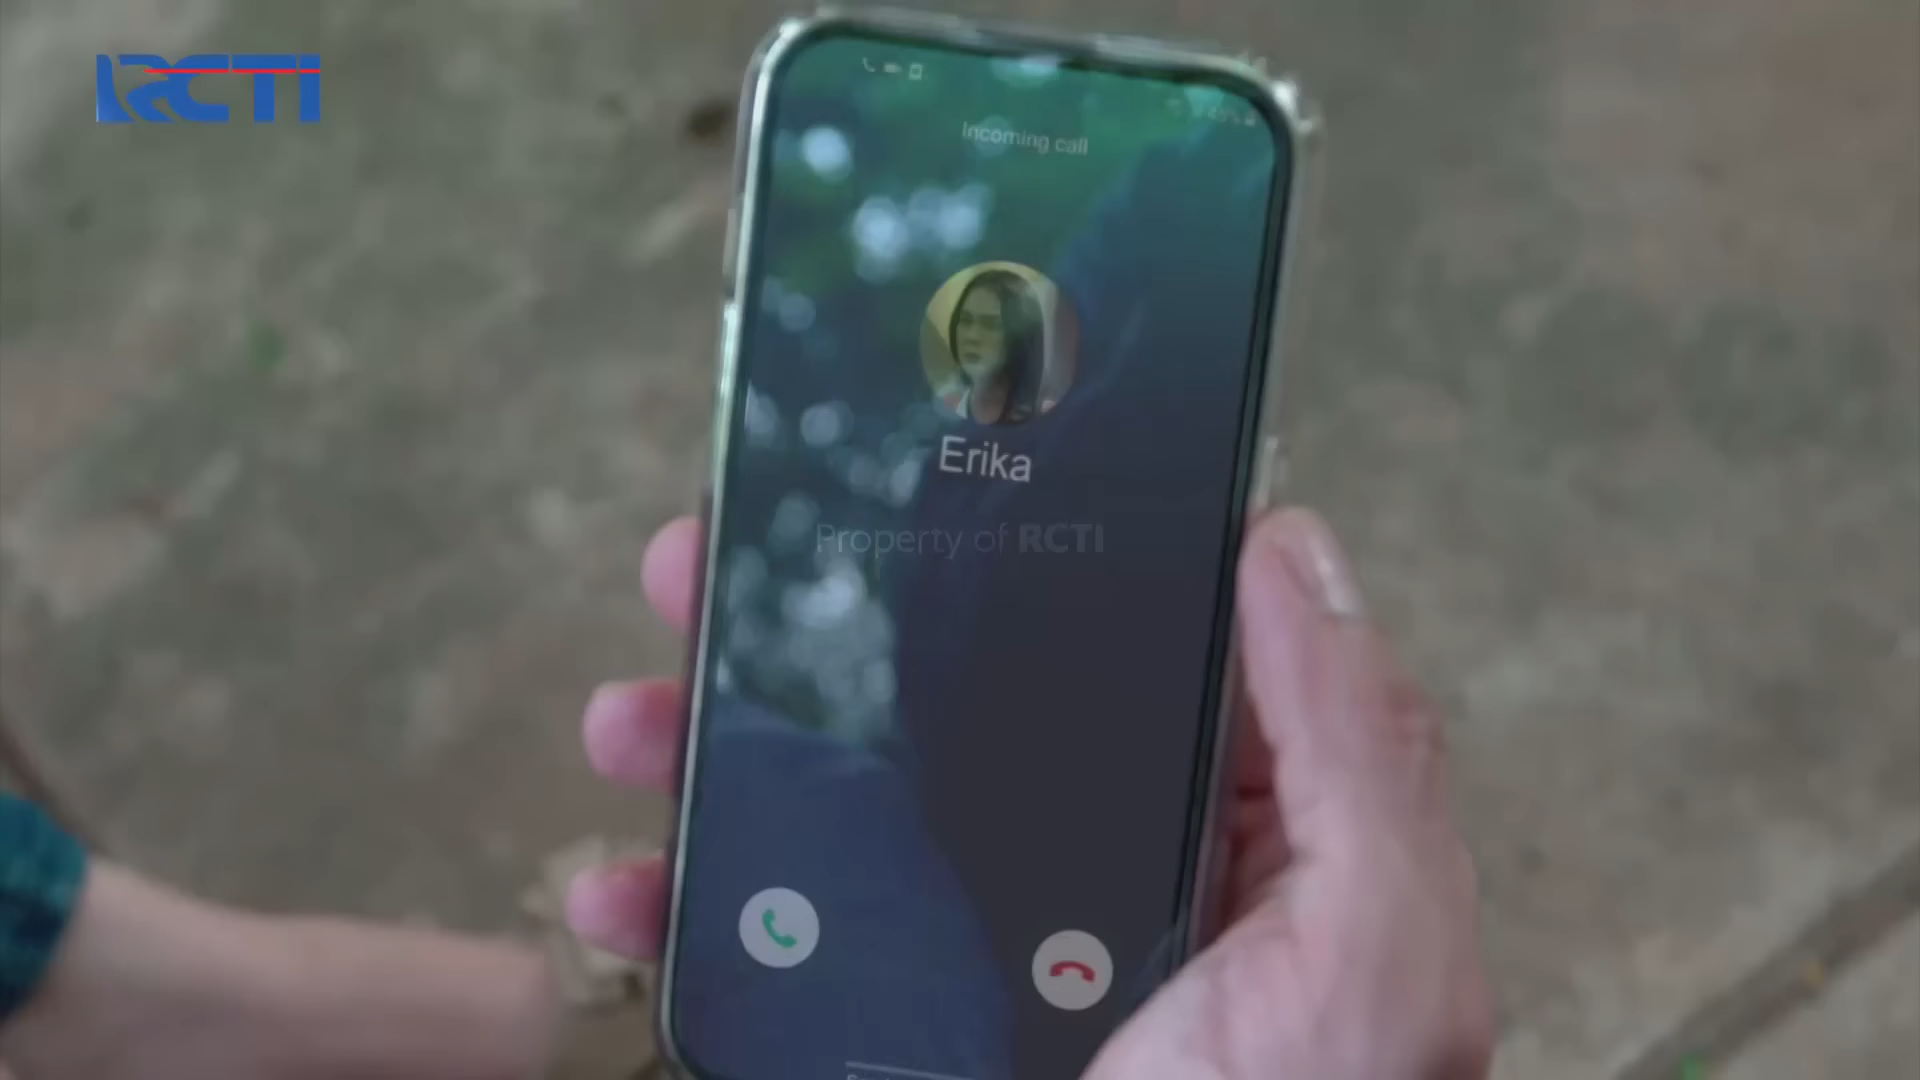 RCTI
Incoming call
Erika
Property of RCTI